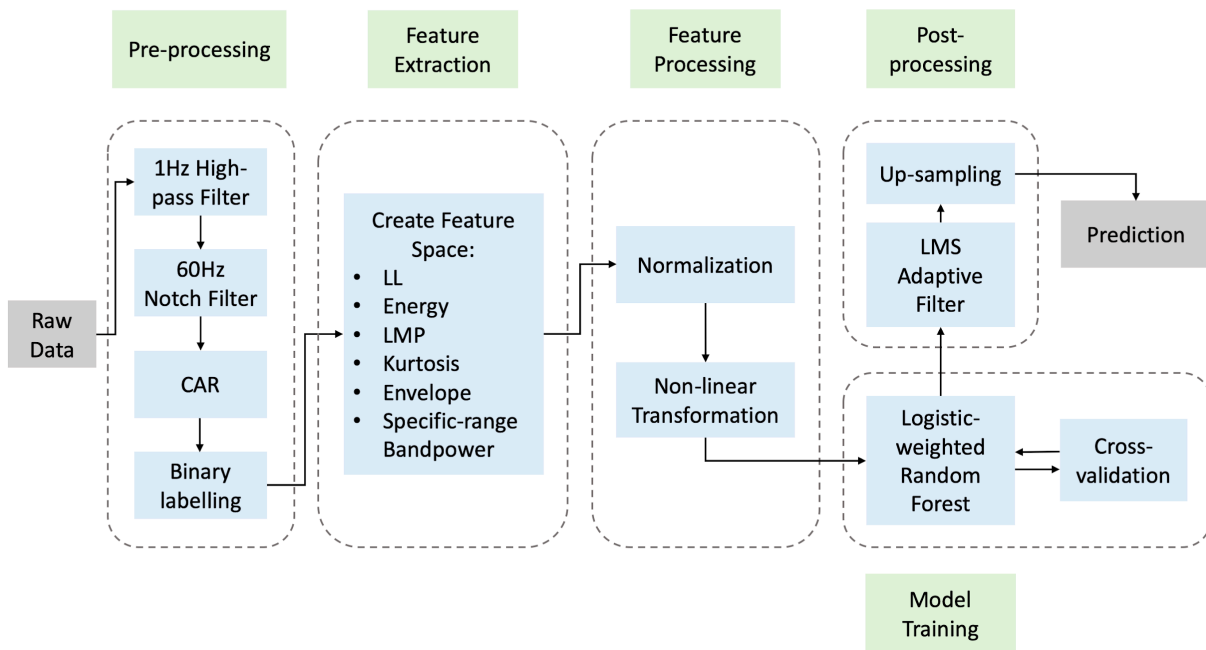 Pre-processing
Feature
Extraction
Feature
Processing
Post-
processing
Raw
Data
1Hz High-
pass Filter
60Hz
Notch Filter
CAR
Binary
labelling
Create Feature
Space:
• LL
• Energy
• LMP
• Kurtosis
• Envelope
• Specific-range
Bandpower
Normalization
Non-linear
Transformation
Up-sampling
LMS
Adaptive
Filter
Prediction
Logistic-
weighted
Random
Forest
Cross-
validation
Model
Training